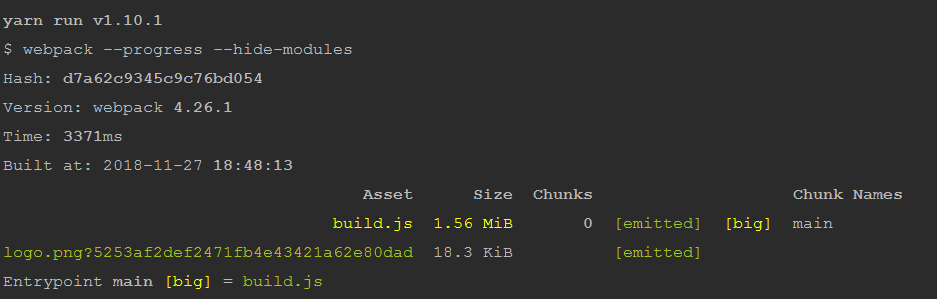 yarn run v1.10.1
$ webpack --progress --hide-modules
Hash: d7a62c9345c9c76bd054
Version: webpack 4.26.1
Time: 3371ms
Built at: 2018-11-27 18:48:13
Asset Size Chunks Chunk Names
build.js 1.56 MiB 0 [emitted] [big] main
logo.png?5253af2def2471fb4e43421a62e80dad 18.3 KiB [emitted]
Entrypoint main [big] = build.js